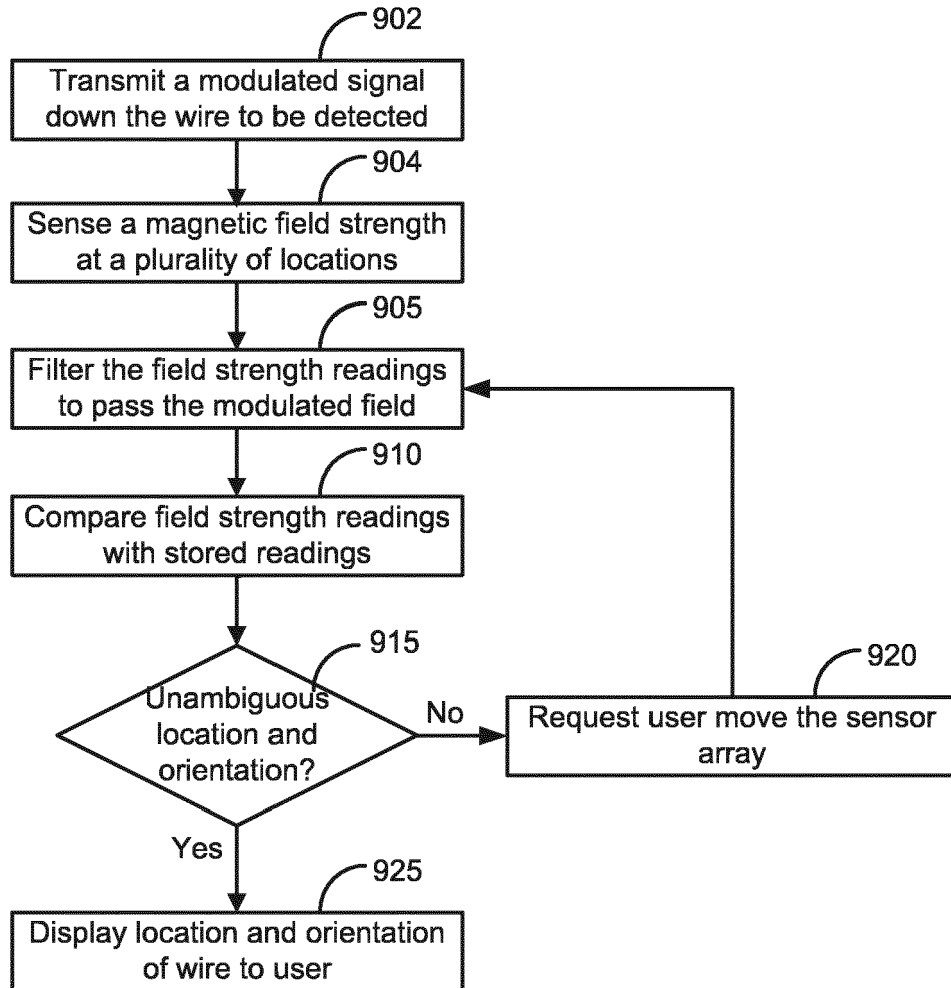 902
Transmit a modulated signal
down the wire to be detected
904
Sense a magnetic field strength
at a plurality of locations
905
Filter the field strength readings
to pass the modulated field
910
Compare field strength readings
with stored readings
915
Unambiguous
location and
orientation?
No
920
Request user move the sensor
array
Yes
925
Display location and orientation
of wire to user